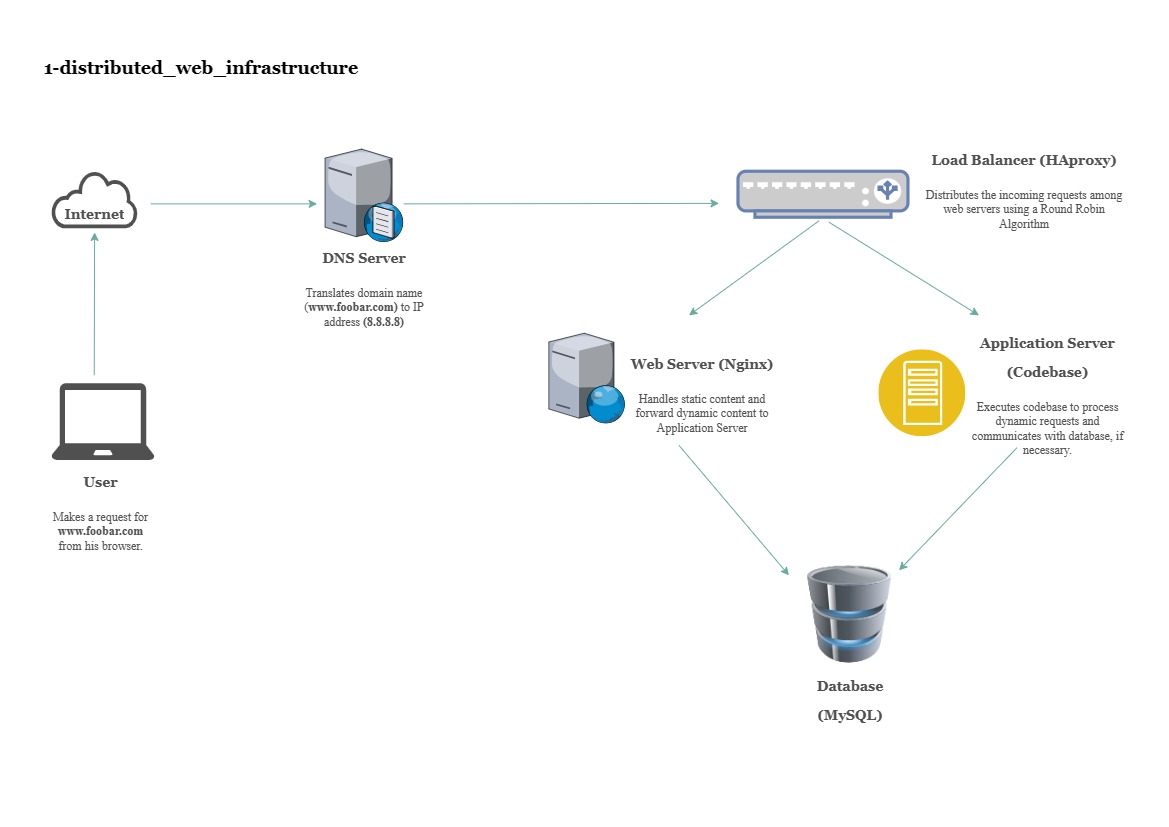 1-distributed_web_infrastructure
Internet
DNS Server
Translates domain name
(www.foobar.com) to IP
address (8.8.8.8)
Load Balancer (HAproxy)
Distributes the incoming requests among
web servers using a Round Robin
Algorithm
User
Makes a request for
www.foobar.com
from his browser.
Web Server (Nginx)
Handles static content and
forward dynamic content to
Application Server
Application Server
(Codebase)
Executes codebase to process
dynamic requests and
communicates with database, if
necessary.
Database
(MySQL)